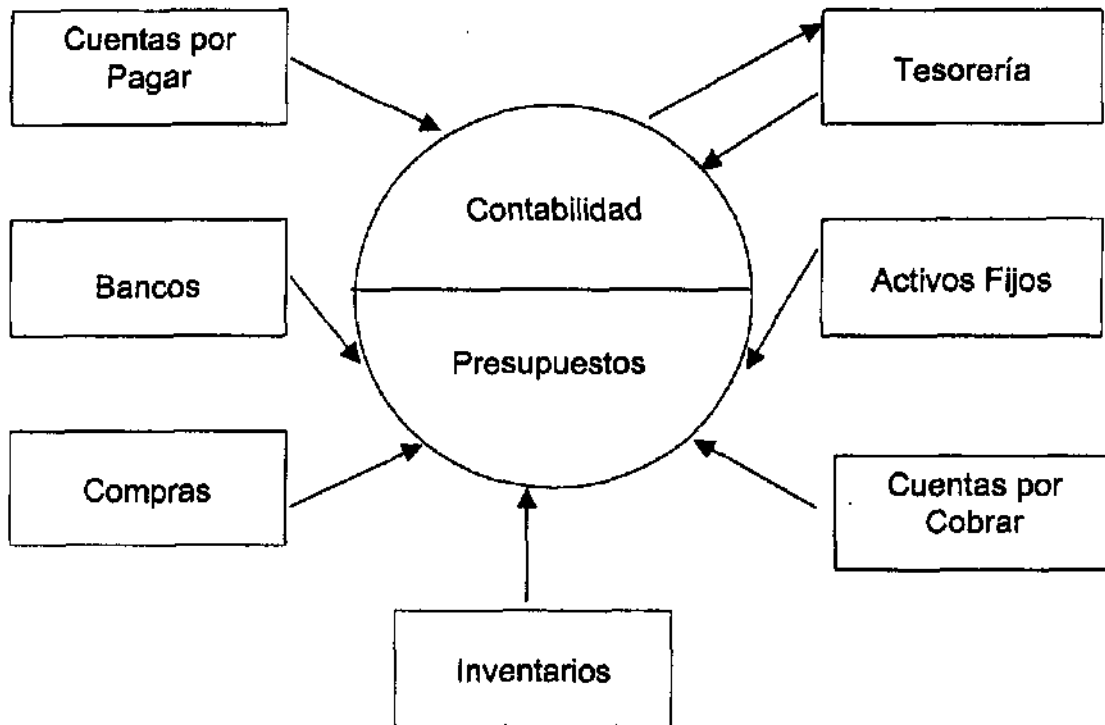 Cuentas por
Pagar
Tesorería
Contabilidad
Bancos
Activos Fijos
Presupuestos
Compras
Cuentas por
Cobrar
Inventarios